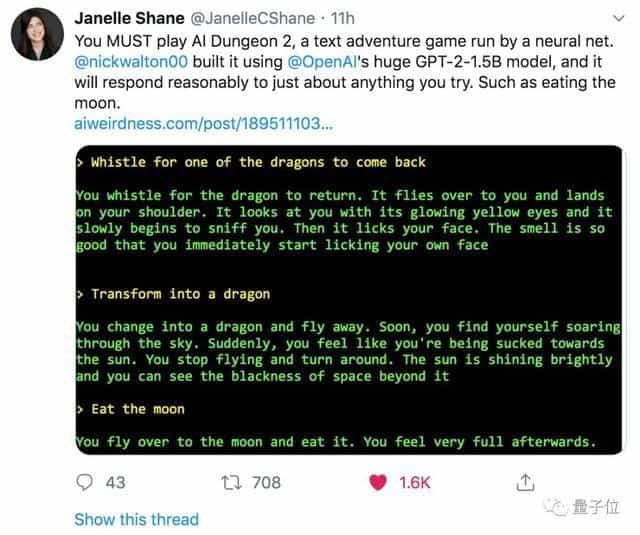 Janelle Shane @JanelleCShane · 11h
You MUST play AI Dungeon 2, a text adventure game run by a neural net.
@nickwalton00 built it using @OpenAI's huge GPT-2-1.5B model, and it
will respond reasonably to just about anything you try. Such as eating the
moon.
aiweirdness.com/post/189511103...
> Whistle for one of the dragons to come back
You whistle for the dragon to return. It flies over to you and lands
on your shoulder. It looks at you with its glowing yellow eyes and it
slowly begins to sniff you. Then it licks your face. The smell is so
good that you immediately start licking your own face
> Transform into a dragon
You change into a dragon and fly away. Soon, you find yourself soaring
through the sky. Suddenly, you feel like you're being sucked towards
the sun. You stop flying and turn around. The sun is shining brightly
and you can see the blackness of space beyond it
> Eat the moon
You fly over to the moon and eat it. You feel very full afterwards.
43 708 1.6K
Show this thread
量子位